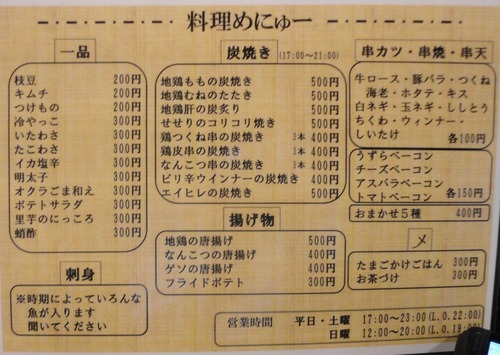 料理めにゅー
一品
枝豆 200円
キムチ 200円
つけもの 200円
冷やっこ 300円
いたわさ 300円
たこわさ 300円
イカ塩辛 300円
明太子 300円
オクラごま和え 300円
ポテトサラダ 300円
里芋のにっころ 300円
蛸酢 300円
刺身
※時期によっていろんな
魚が入ります
聞いてください
炭焼き (17:00~21:00)
地鶏ももの炭焼き 500円
地鶏むねのたたき 500円
地鶏肝の炭炙り 500円
せせりのコリコリ焼き 500円
鶏つくね串の炭焼き 3本 400円
鶏皮串の炭焼き 3本 400円
なんこつ串の炭焼き 3本 400円
ピリ辛ウインナーの炭焼き 400円
エイヒレの炭焼き 500円
揚げ物
地鶏の唐揚げ 500円
なんこつの唐揚げ 400円
ゲソの唐揚げ 400円
フライドポテト 300円
串カツ・串焼・串天
牛ロース・豚バラ・つくね
海老・ホタテ・キス
白ネギ・玉ネギ・ししとう
ちくわ・ウィンナー・
しいたけ 各100円
うずらベーコン
チーズベーコン
アスパラベーコン
トマトベーコン 各150円
おまかせ5種 400円
〆
たまごかけごはん 300円
お茶づけ 300円
営業時間 平日・土曜 17:00~23:00(L.O.22:00)
日曜 12:00~20:00(L.O.19:00)